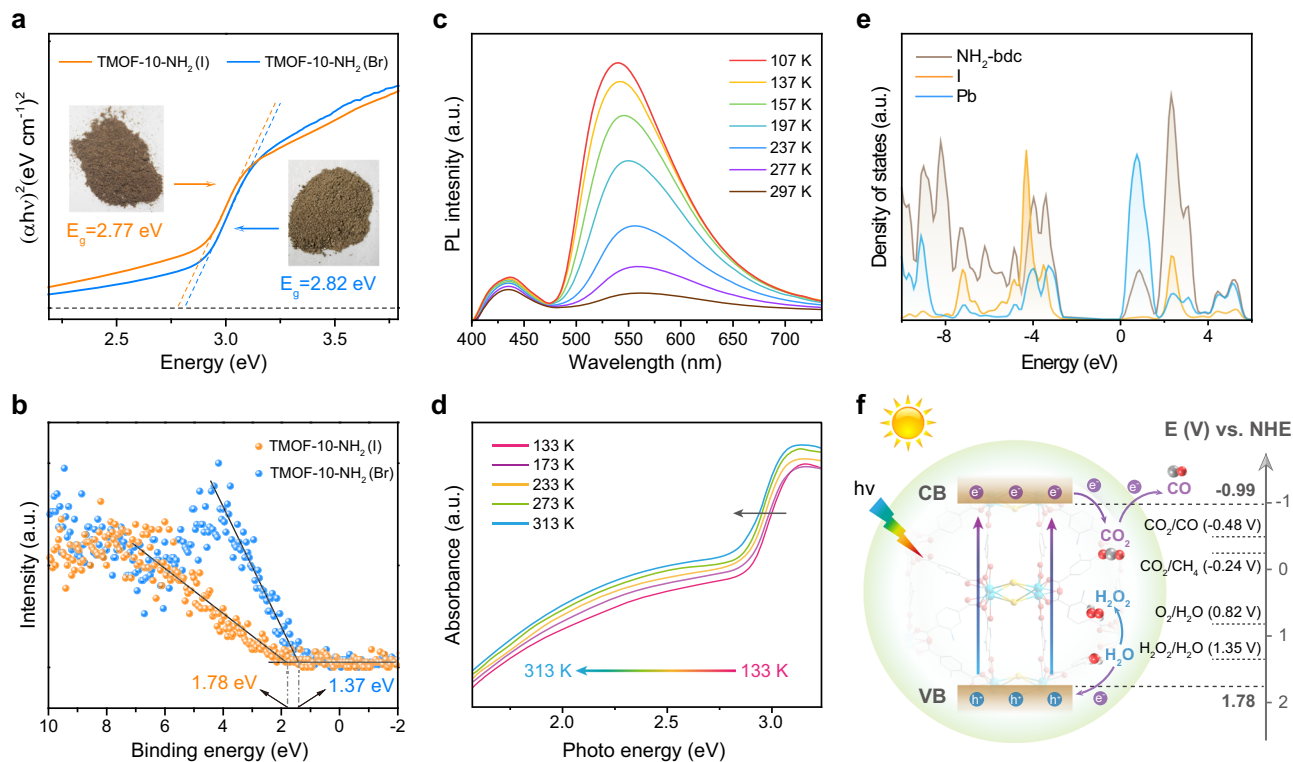 a
TMOF-10-NH2 (I)
TMOF-10-NH2 (Br)
(αhν)2 (eV cm-1)2
Eg=2.77 eV
Eg=2.82 eV
2.5
3.0
3.5
Energy (eV)
c
107 K
137 K
157 K
197 K
237 K
277 K
297 K
PL intesnity (a.u.)
400
450
500
550
600
650
700
Wavelength (nm)
e
NH2-bdc
I
Pb
Density of states (a.u.)
-8
-4
0
4
Energy (eV)
b
TMOF-10-NH2 (I)
TMOF-10-NH2 (Br)
Intensity (a.u.)
1.78 eV
1.37 eV
10
8
6
4
2
0
-2
Binding energy (eV)
d
133 K
173 K
233 K
273 K
313 K
Absorbance (a.u.)
313 K
133 K
2.0
2.5
3.0
Photo energy (eV)
f
E (V) vs. NHE
hν
CB
e-
e-
e-
e-
e-
CO
-0.99
-1
CO2
CO2/CO (-0.48 V)
CO2/CH4 (-0.24 V)
0
H2O2
O2/H2O (0.82 V)
1
H2O
H2O2/H2O (1.35 V)
VB
h+
h+
h+
e-
1.78
2